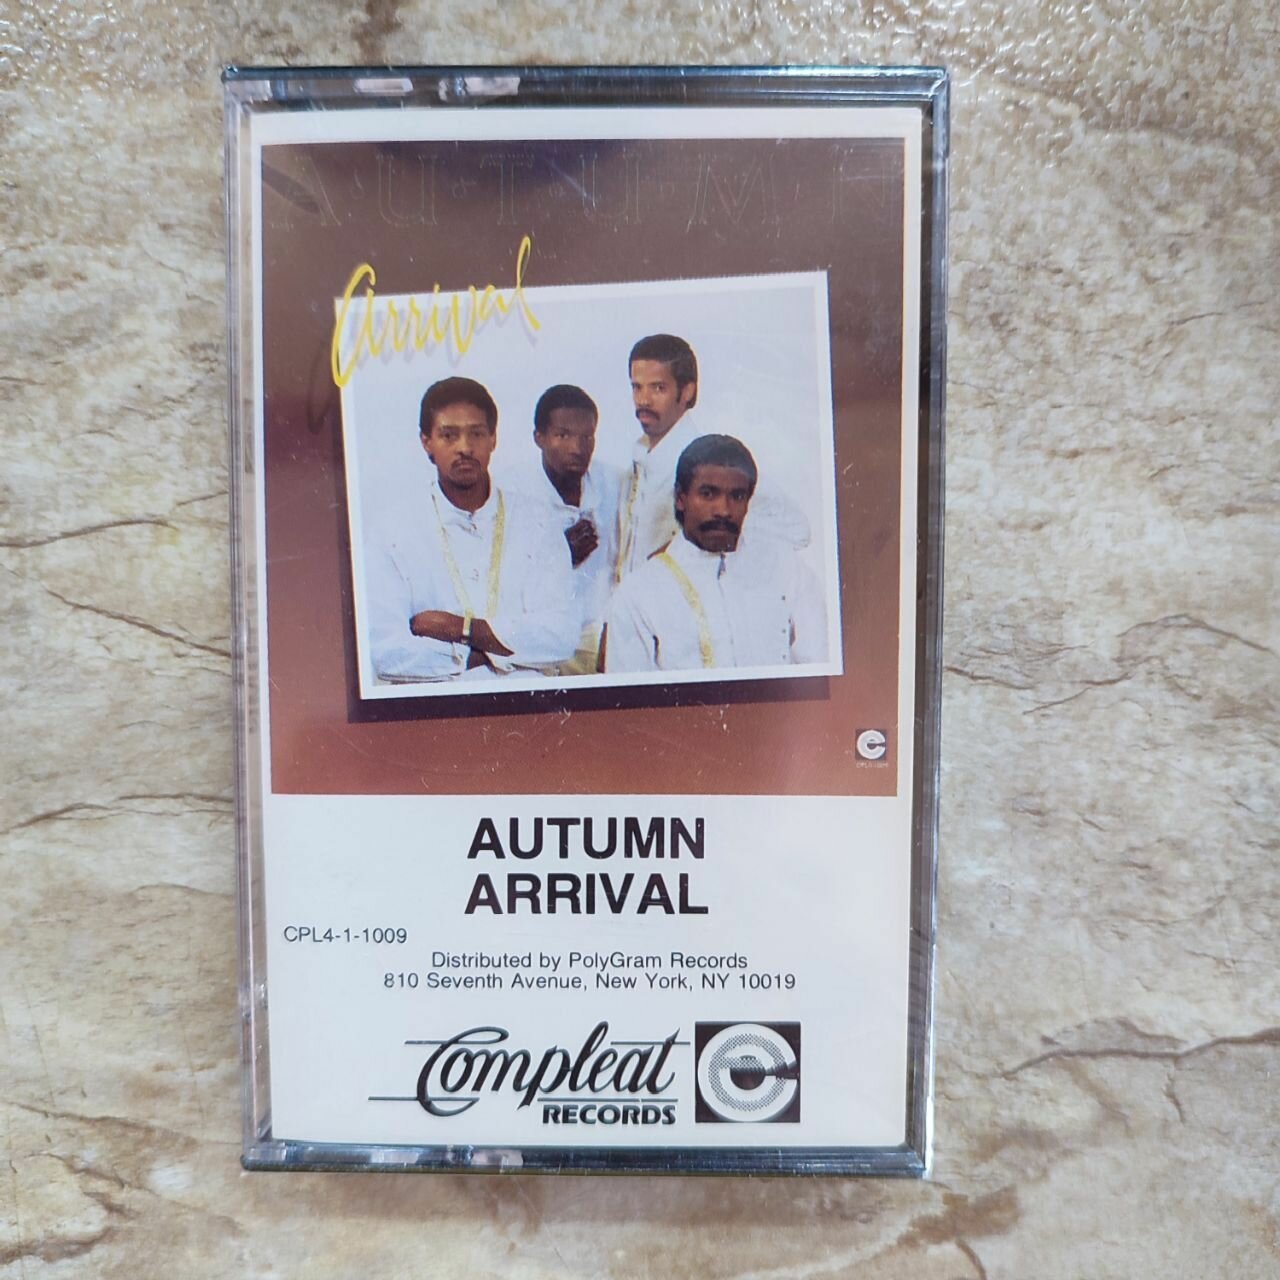 A·U·T·U·M·N
Arrival
AUTUMN
ARRIVAL
CPL4-1-1009
Distributed by PolyGram Records
810 Seventh Avenue, New York, NY 10019
Compleat
RECORDS